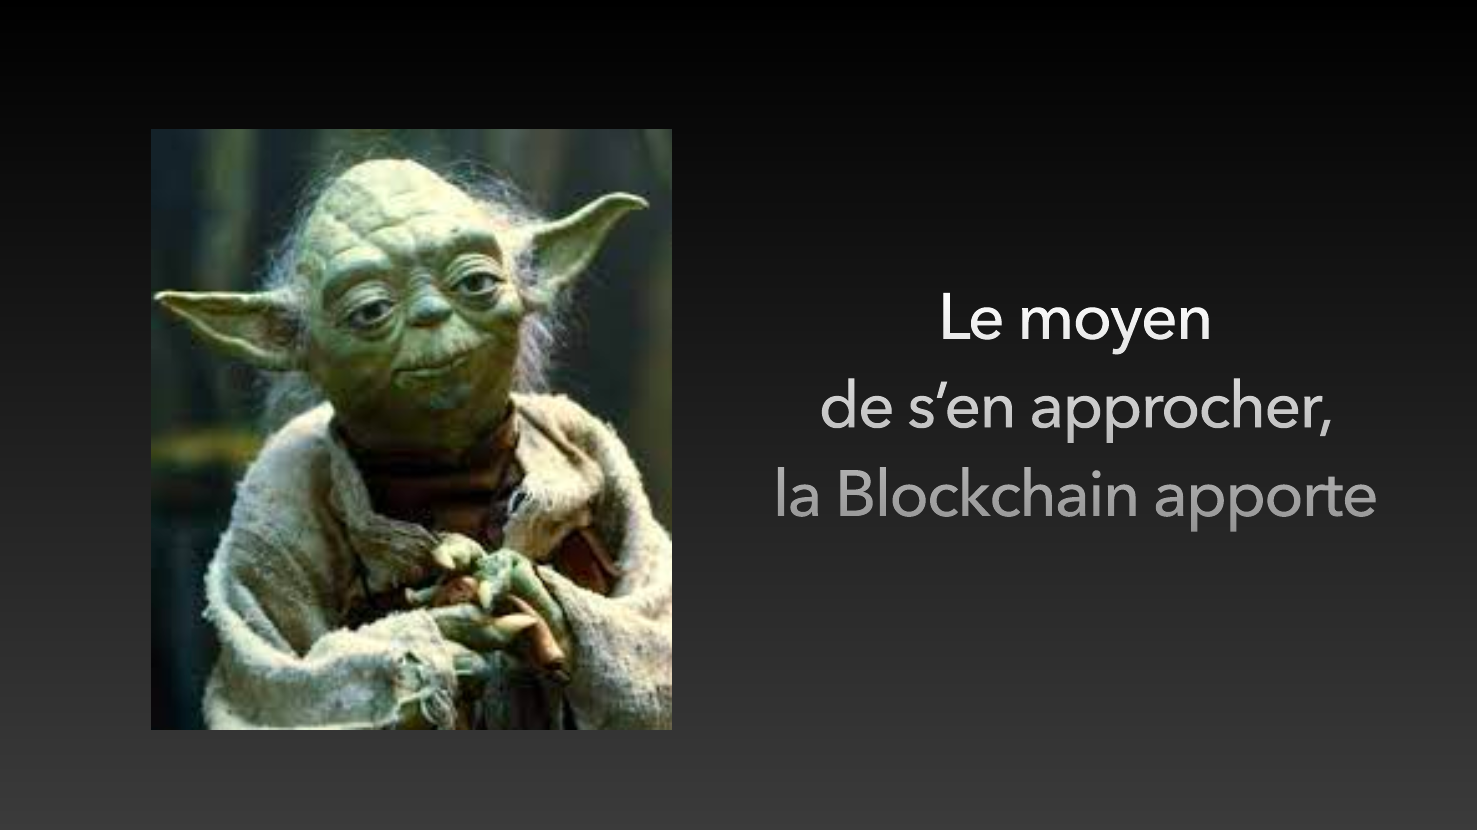 Le moyen
de s’en approcher,
la Blockchain apporte